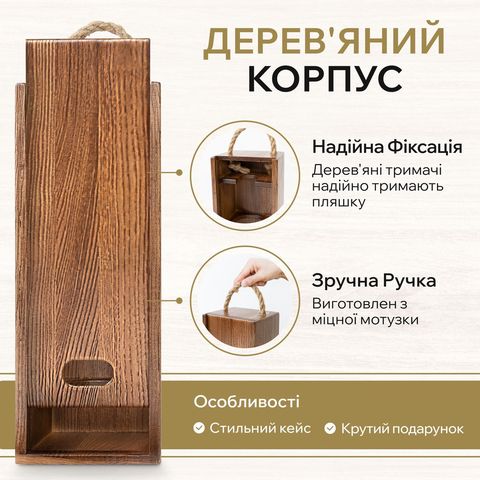 ДЕРЕВ'ЯНИЙ
КОРПУС
Надійна Фіксація
Дерев'яні тримачі
надійно тримають
пляшку
Зручна Ручка
Виготовлен з
міцної мотузки
Особливості
Стильний кейс
Крутий подарунок